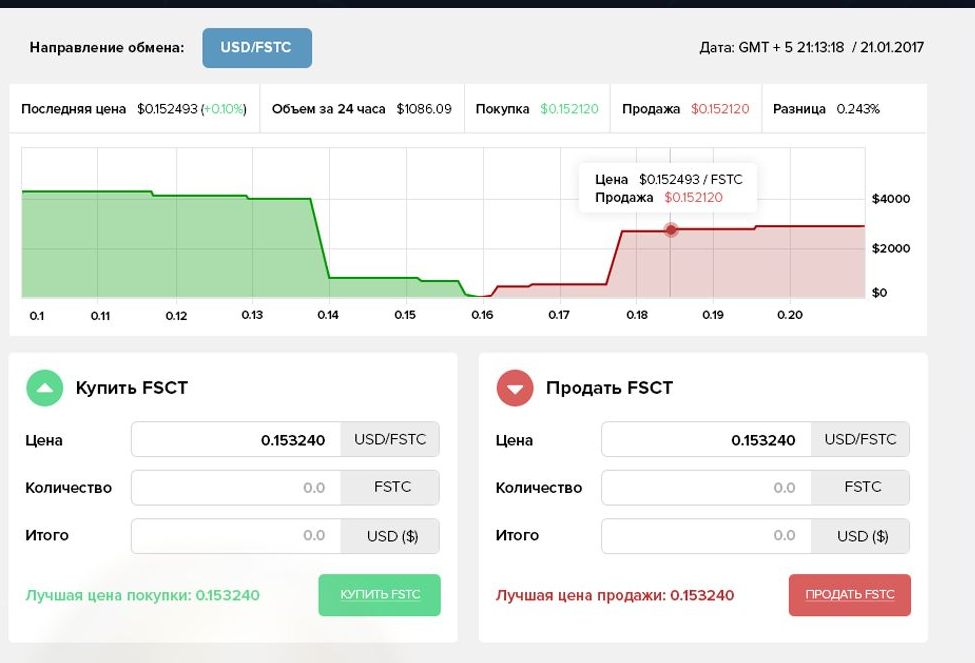 Направление обмена: USD/FSTC Дата: GMT + 5 21:13:18 / 21.01.2017
Последняя цена $0.152493 (+0.10%) Объем за 24 часа $1086.09 Покупка $0.152120 Продажа $0.152120 Разница 0.243%
Цена $0.152493 / FSTC
Продажа $0.152120
$4000
$2000
$0
0.1 0.11 0.12 0.13 0.14 0.15 0.16 0.17 0.18 0.19 0.20
Купить FSCT
Цена 0.153240 USD/FSTC
Количество 0.0 FSTC
Итого 0.0 USD ($)
Лучшая цена покупки: 0.153240 КУПИТЬ FSTC
Продать FSCT
Цена 0.153240 USD/FSTC
Количество 0.0 FSTC
Итого 0.0 USD ($)
Лучшая цена продажи: 0.153240 ПРОДАТЬ FSTC